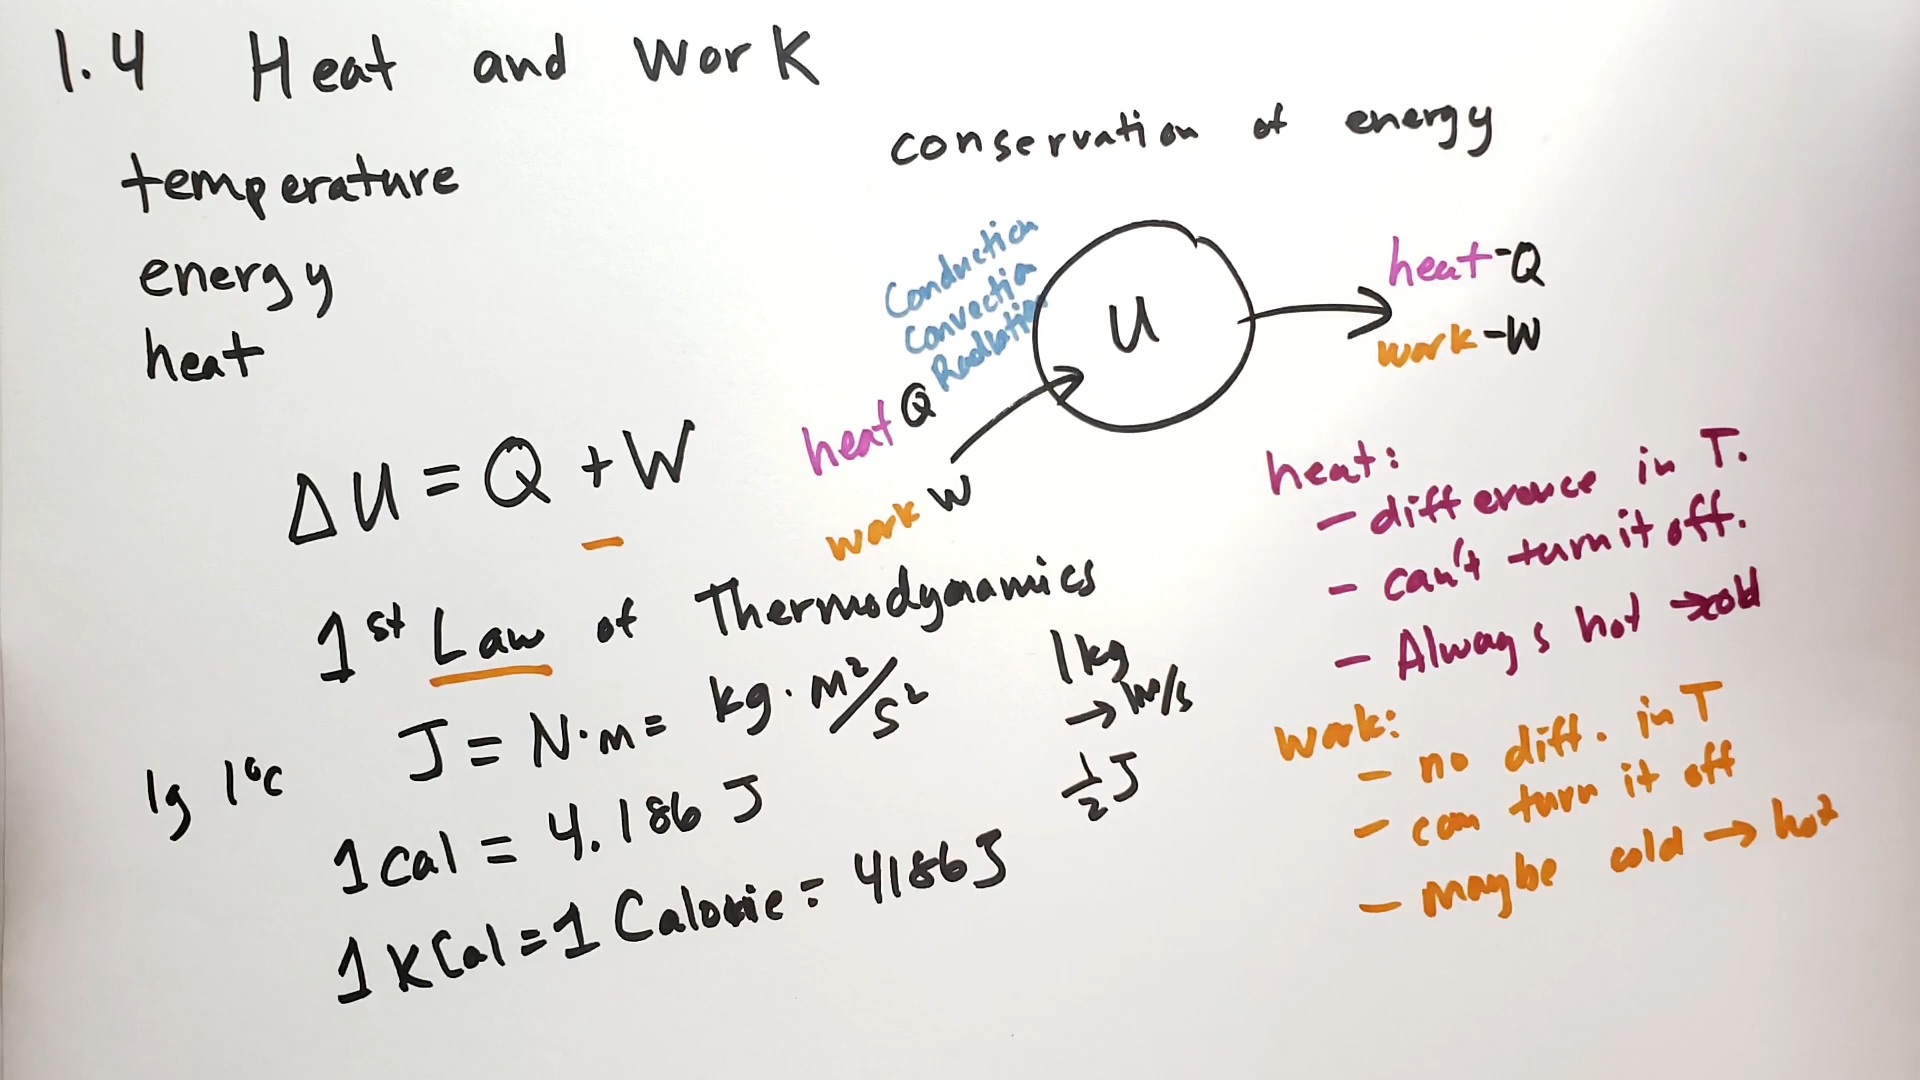 1.4 Heat and Work
temperature
energy
heat
conservation of energy
Conduction
Convection
Radiation
U
heat Q
work W
heat -Q
work -W
ΔU = Q + W
1st Law of Thermodynamics
J = N·m = kg·m²/s²
1kg
→ m/s
½ J
1g 1°C
1 cal = 4.186 J
1 kCal = 1 Calorie = 4186 J
heat:
- difference in T.
- can't turn it off.
- Always hot → cold
work:
- no diff. in T
- can turn it off
- maybe cold → hot